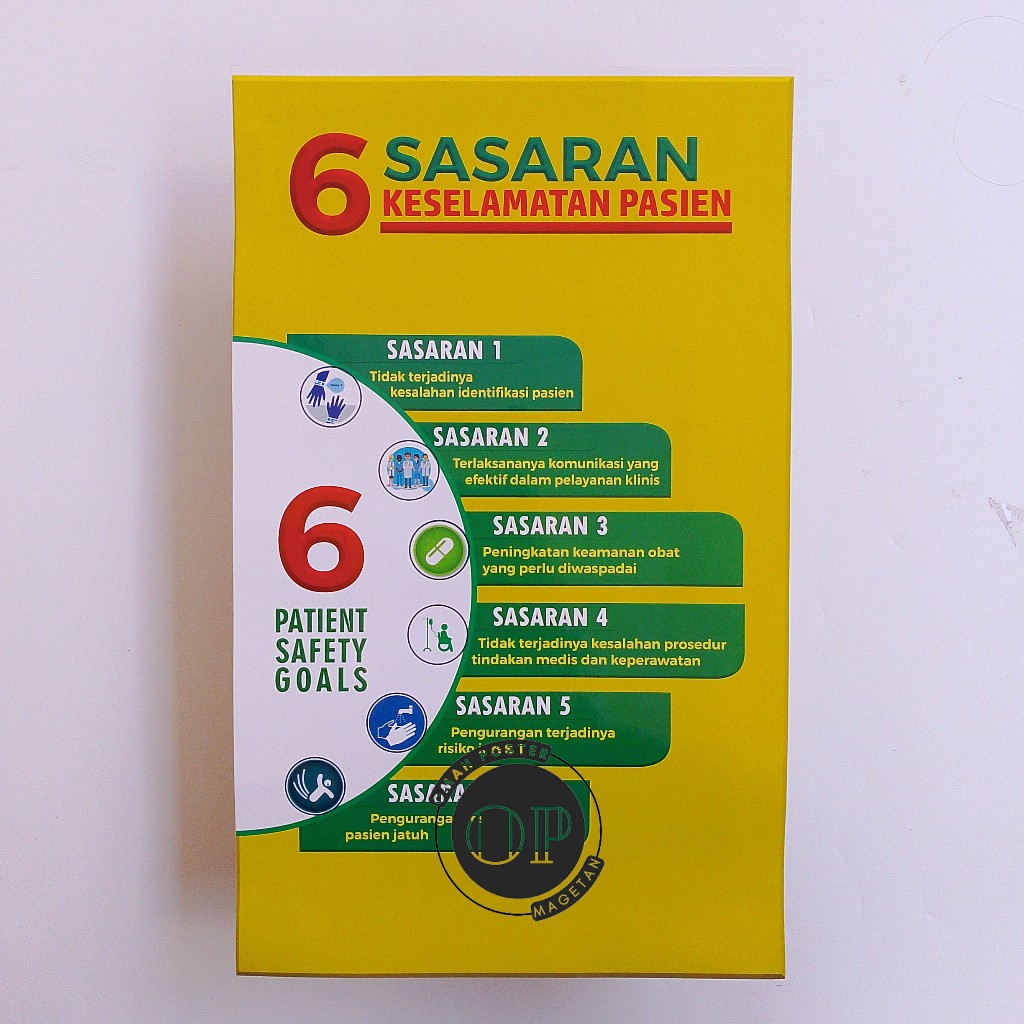 6 SASARAN
KESELAMATAN PASIEN
SASARAN 1
Tidak terjadinya
kesalahan identifikasi pasien
SASARAN 2
Terlaksananya komunikasi yang
efektif dalam pelayanan klinis
SASARAN 3
Peningkatan keamanan obat
yang perlu diwaspadai
SASARAN 4
Tidak terjadinya kesalahan prosedur
tindakan medis dan keperawatan
SASARAN 5
Pengurangan terjadinya
risiko
pasien jatuh
6
PATIENT
SAFETY
GOALS
POSTER
OP
MAGETAN